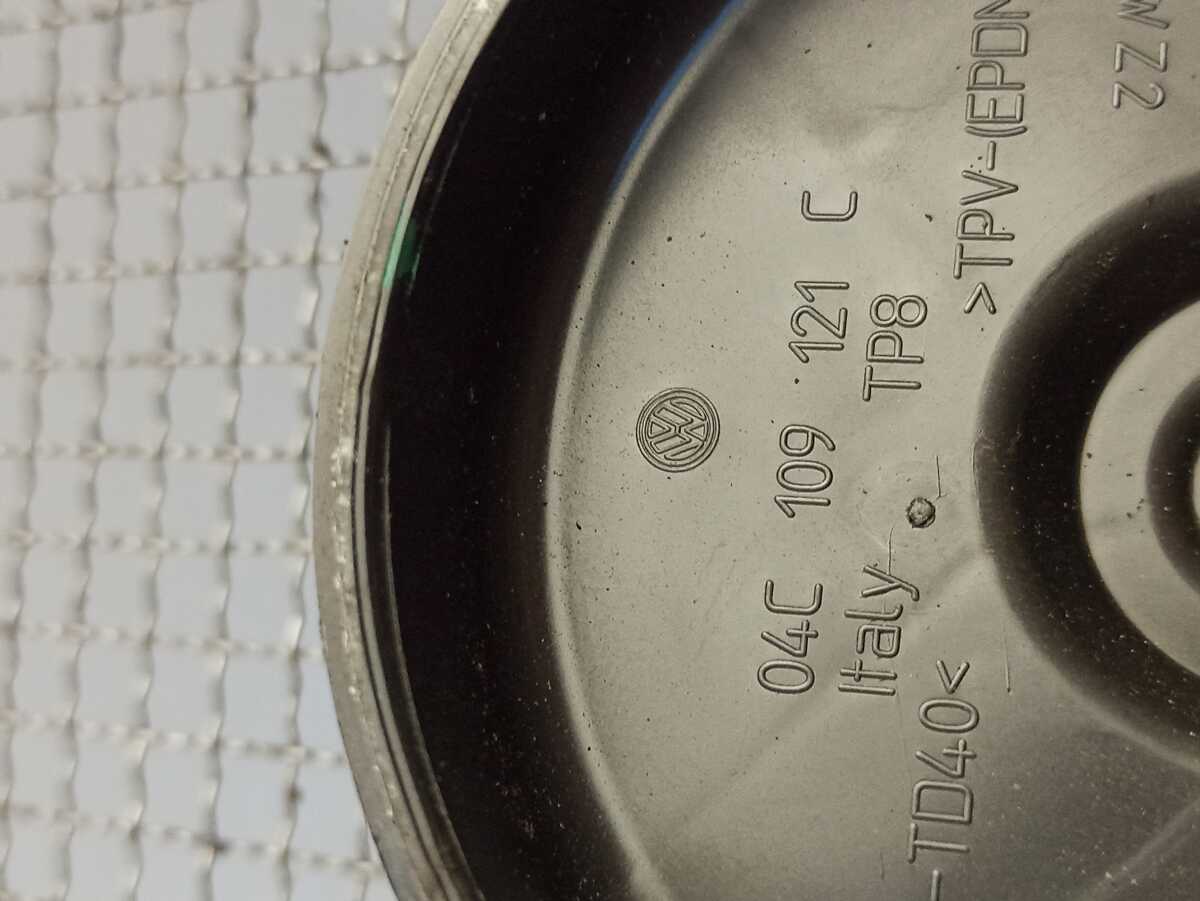 04C 109 121 C
Italy TP8
>TPV-(EPDM
-TD40<